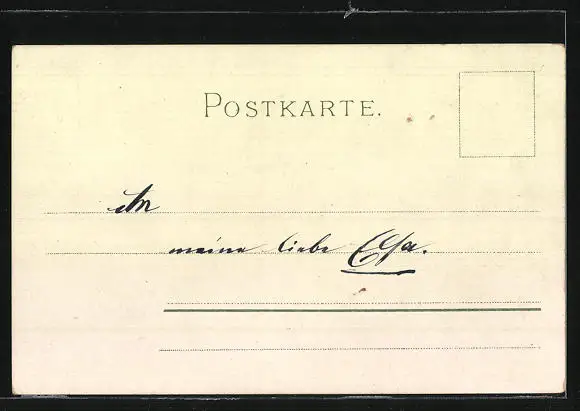 POSTKARTE.
An
meine liebe Elsa.